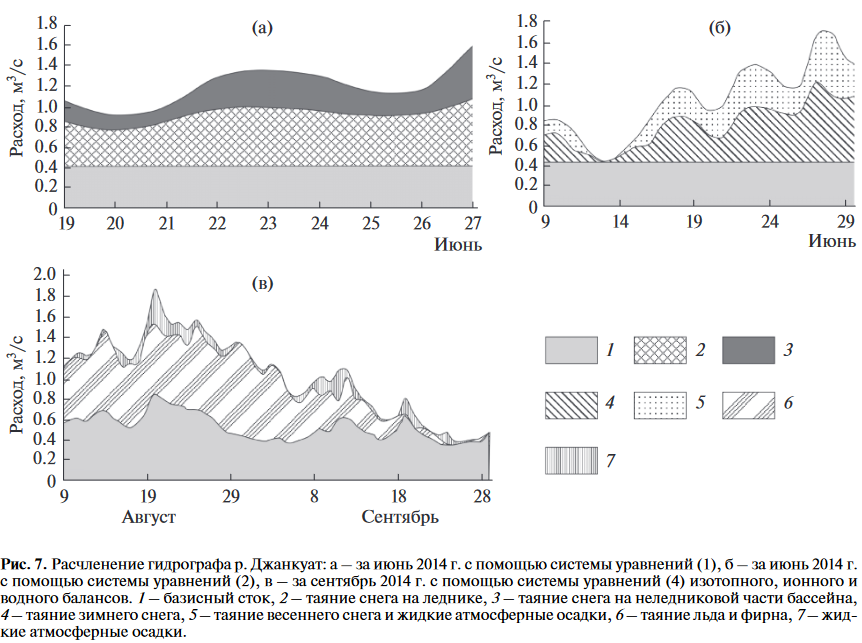 (а)
Расход, м³/с
1.8
1.6
1.4
1.2
1.0
0.8
0.6
0.4
0.2
0
19 20 21 22 23 24 25 26 27
Июнь
(б)
Расход, м³/с
1.8
1.6
1.4
1.2
1.0
0.8
0.6
0.4
0.2
0
9 14 19 24 29
Июнь
(в)
Расход, м³/с
2.0
1.8
1.6
1.4
1.2
1.0
0.8
0.6
0.4
0.2
0
9 19 29 8 18 28
Август Сентябрь
1 2 3
4 5 6
7
Рис. 7. Расчленение гидрографа р. Джанкуат: а – за июнь 2014 г. с помощью системы уравнений (1), б – за июнь 2014 г.
с помощью системы уравнений (2), в – за сентябрь 2014 г. с помощью системы уравнений (4) изотопного, ионного и
водного балансов. 1 – базисный сток, 2 – таяние снега на леднике, 3 – таяние снега на неледниковой части бассейна,
4 – таяние зимнего снега, 5 – таяние весеннего снега и жидкие атмосферные осадки, 6 – таяние льда и фирна, 7 – жид-
кие атмосферные осадки.